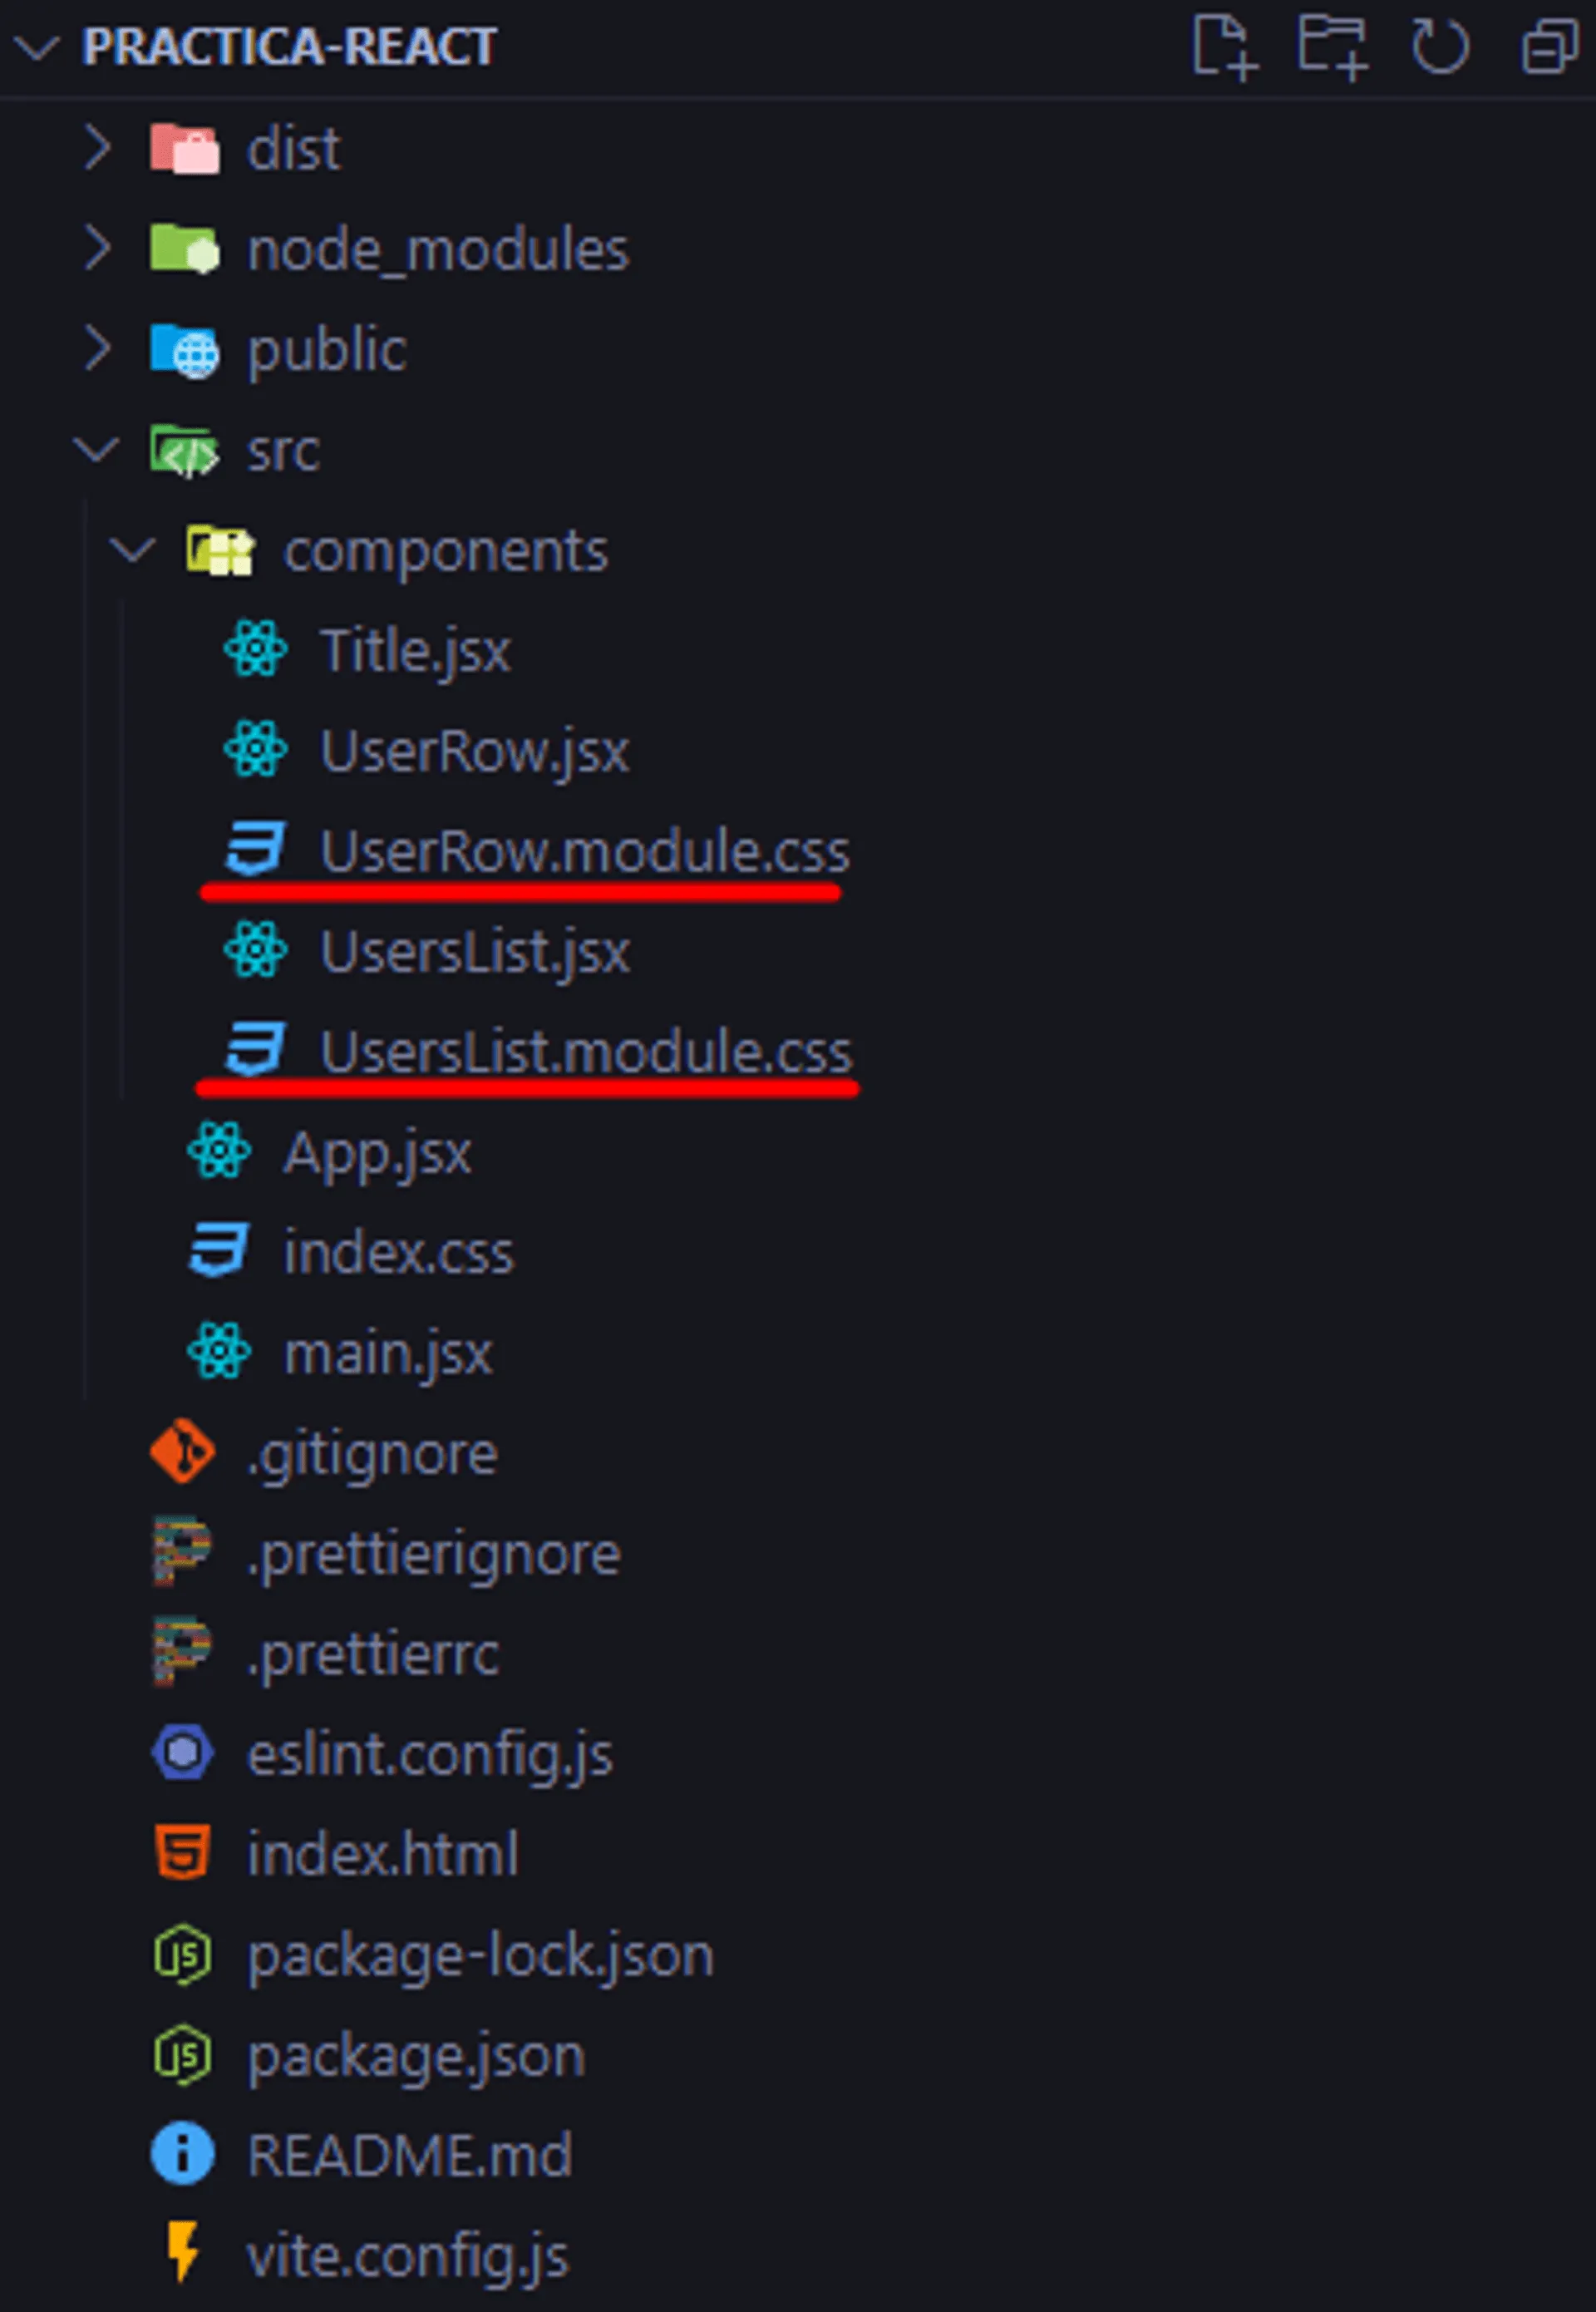 PRACTICA-REACT
dist
node_modules
public
src
components
Title.jsx
UserRow.jsx
UserRow.module.css
UsersList.jsx
UsersList.module.css
App.jsx
index.css
main.jsx
.gitignore
.prettierignore
.prettierrc
eslint.config.js
index.html
package-lock.json
package.json
README.md
vite.config.js